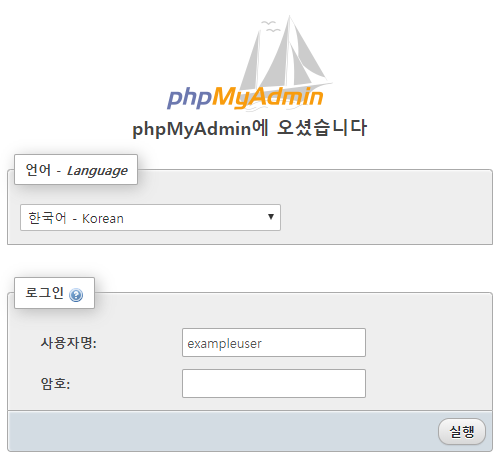 phpMyAdmin
phpMyAdmin에 오셨습니다
언어 - Language
한국어 - Korean
로그인
사용자명:
exampleuser
암호:
실행